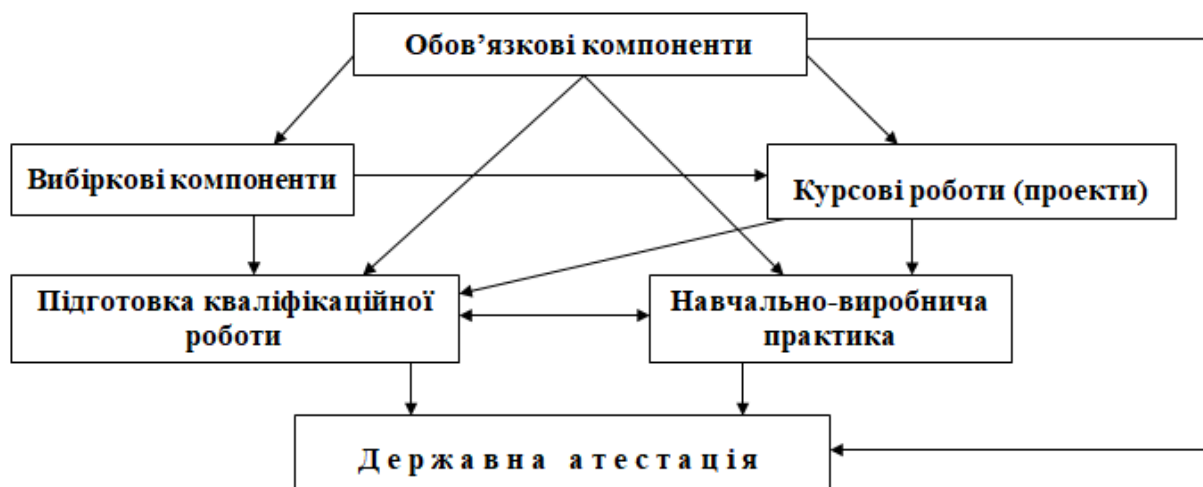 Обов’язкові компоненти
Вибіркові компоненти
Курсові роботи (проекти)
Підготовка кваліфікаційної
роботи
Навчально-виробнича
практика
Державна атестація